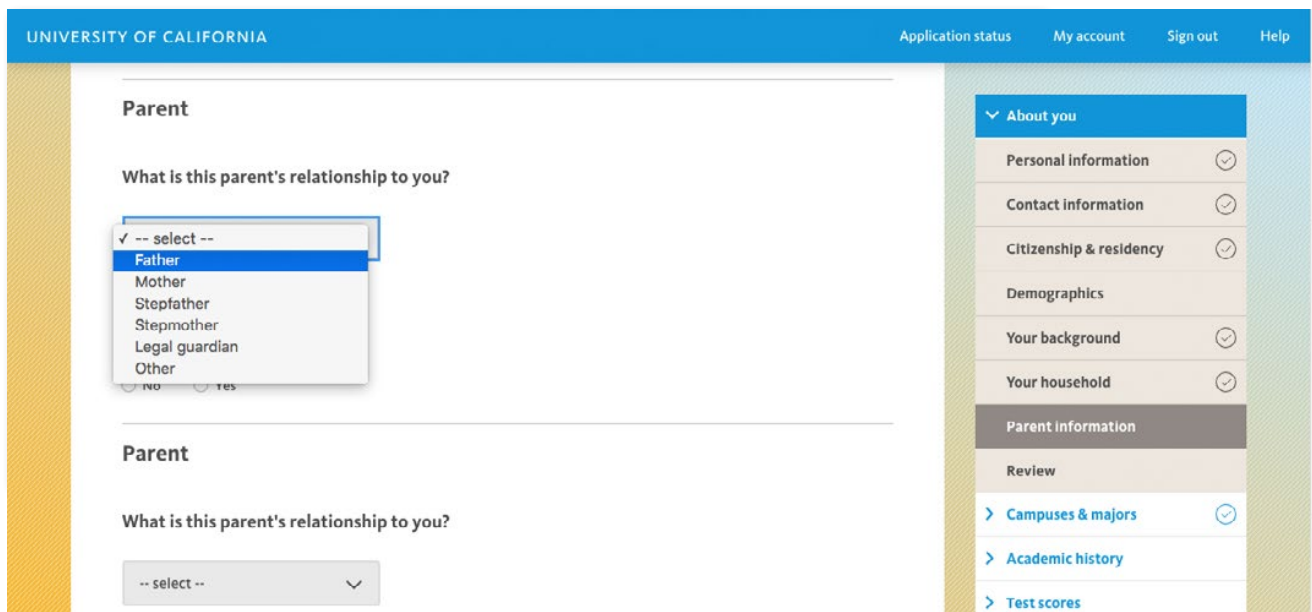 UNIVERSITY OF CALIFORNIA
Application status My account Sign out Help
Parent
What is this parent's relationship to you?
✓ -- select --
Father
Mother
Stepfather
Stepmother
Legal guardian
Other
No Yes
Parent
What is this parent's relationship to you?
-- select --
About you
Personal information
Contact information
Citizenship & residency
Demographics
Your background
Your household
Parent information
Review
Campuses & majors
Academic history
Test scores